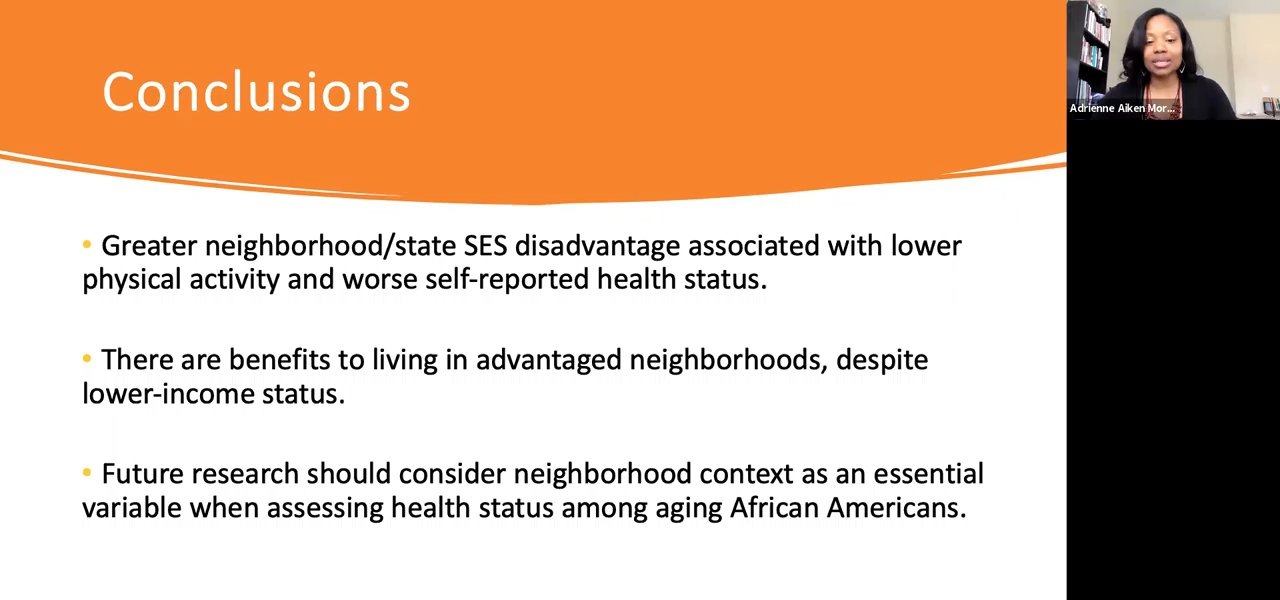 Conclusions
Adrienne Aiken Mor...
• Greater neighborhood/state SES disadvantage associated with lower
physical activity and worse self-reported health status.
• There are benefits to living in advantaged neighborhoods, despite
lower-income status.
• Future research should consider neighborhood context as an essential
variable when assessing health status among aging African Americans.